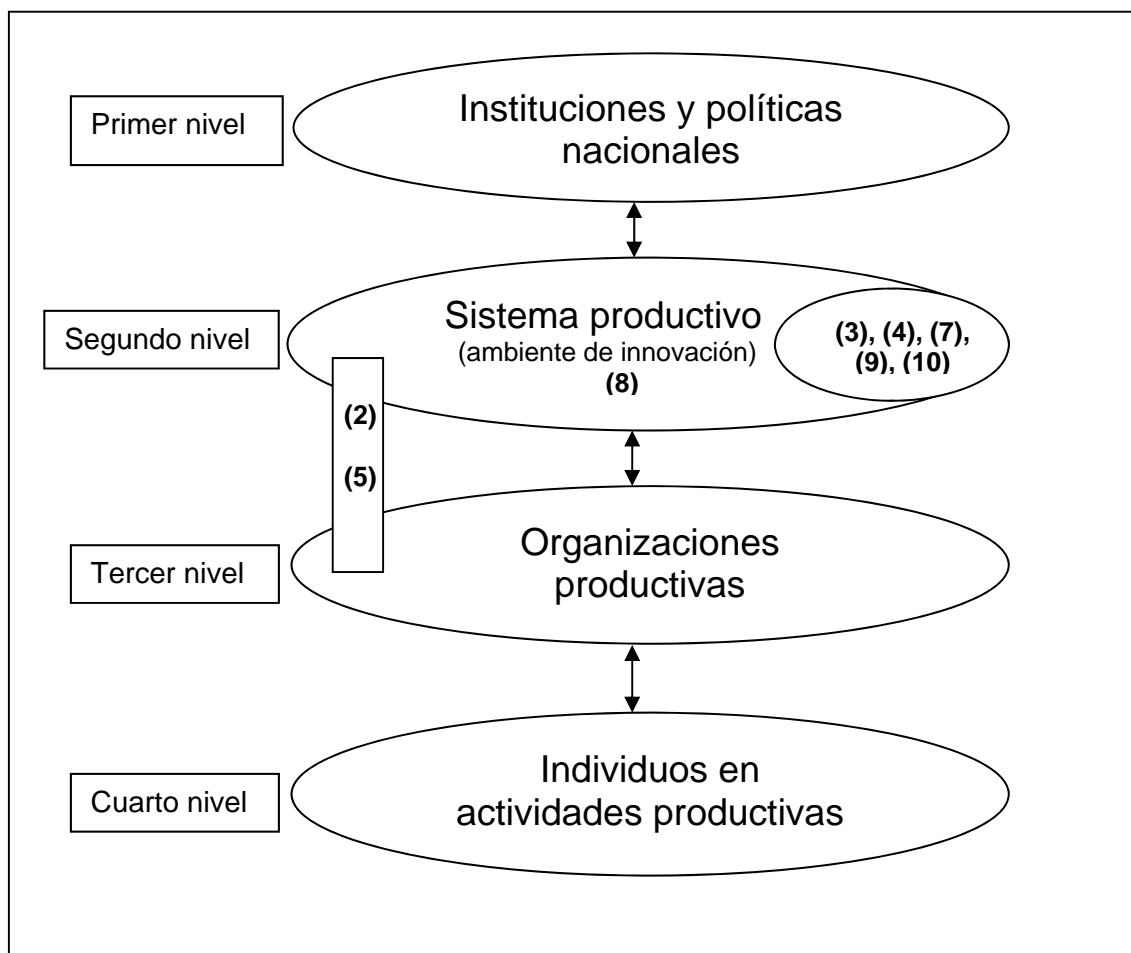 Primer nivel
Instituciones y políticas
nacionales
Segundo nivel
Sistema productivo
(ambiente de innovación)
(8)
(3), (4), (7),
(9), (10)
(2)
(5)
Tercer nivel
Organizaciones
productivas
Cuarto nivel
Individuos en
actividades productivas